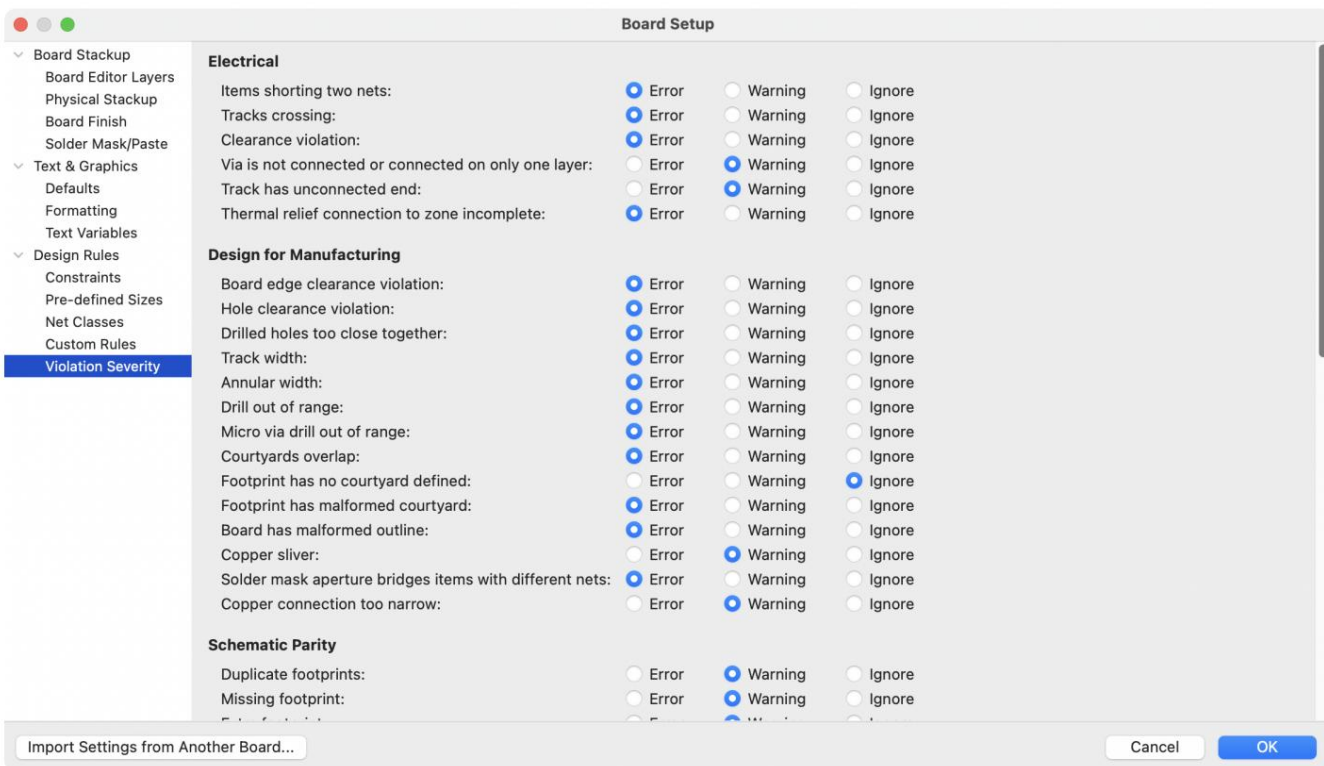 Board Setup
Board Stackup
Board Editor Layers
Physical Stackup
Board Finish
Solder Mask/Paste
Text & Graphics
Defaults
Formatting
Text Variables
Design Rules
Constraints
Pre-defined Sizes
Net Classes
Custom Rules
Violation Severity
Electrical
Items shorting two nets: Error Warning Ignore
Tracks crossing: Error Warning Ignore
Clearance violation: Error Warning Ignore
Via is not connected or connected on only one layer: Error Warning Ignore
Track has unconnected end: Error Warning Ignore
Thermal relief connection to zone incomplete: Error Warning Ignore
Design for Manufacturing
Board edge clearance violation: Error Warning Ignore
Hole clearance violation: Error Warning Ignore
Drilled holes too close together: Error Warning Ignore
Track width: Error Warning Ignore
Annular width: Error Warning Ignore
Drill out of range: Error Warning Ignore
Micro via drill out of range: Error Warning Ignore
Courtyards overlap: Error Warning Ignore
Footprint has no courtyard defined: Error Warning Ignore
Footprint has malformed courtyard: Error Warning Ignore
Board has malformed outline: Error Warning Ignore
Copper sliver: Error Warning Ignore
Solder mask aperture bridges items with different nets: Error Warning Ignore
Copper connection too narrow: Error Warning Ignore
Schematic Parity
Duplicate footprints: Error Warning Ignore
Missing footprint: Error Warning Ignore
Import Settings from Another Board...
Cancel
OK